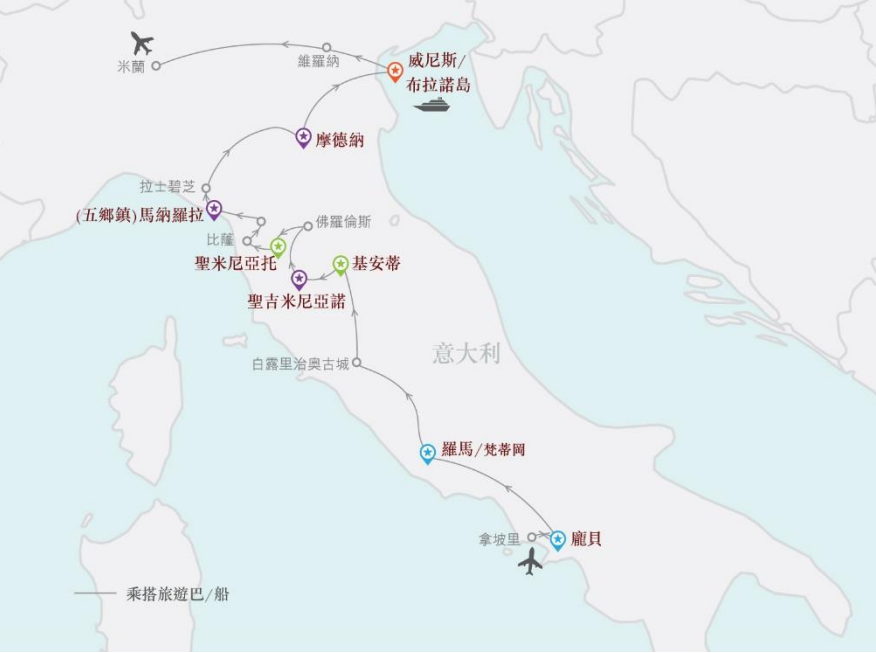 米蘭
維羅納
威尼斯/
布拉諾島
摩德納
拉士碧芝
(五鄉鎮)馬納羅拉
佛羅倫斯
比薩
聖米尼亞托
基安蒂
聖吉米尼亞諾
意大利
白露里治奧古城
羅馬/梵蒂岡
拿坡里
龐貝
乘搭旅遊巴/船